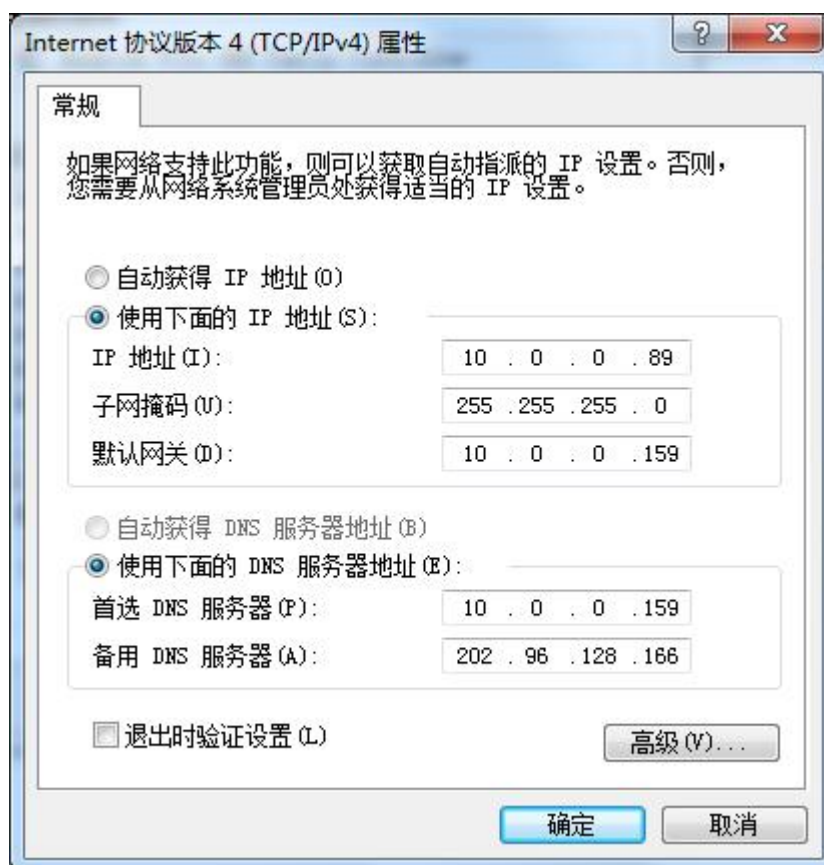 Internet 协议版本 4 (TCP/IPv4) 属性
常规
如果网络支持此功能，则可以获取自动指派的 IP 设置。否则，
您需要从网络系统管理员处获得适当的 IP 设置。
自动获得 IP 地址(O)
使用下面的 IP 地址(S):
IP 地址(I): 10 . 0 . 0 . 89
子网掩码(U): 255 .255 .255 . 0
默认网关(D): 10 . 0 . 0 .159
自动获得 DNS 服务器地址(B)
使用下面的 DNS 服务器地址(E):
首选 DNS 服务器(P): 10 . 0 . 0 .159
备用 DNS 服务器(A): 202 . 96 .128 .166
退出时验证设置(L)
高级(V)...
确定 取消